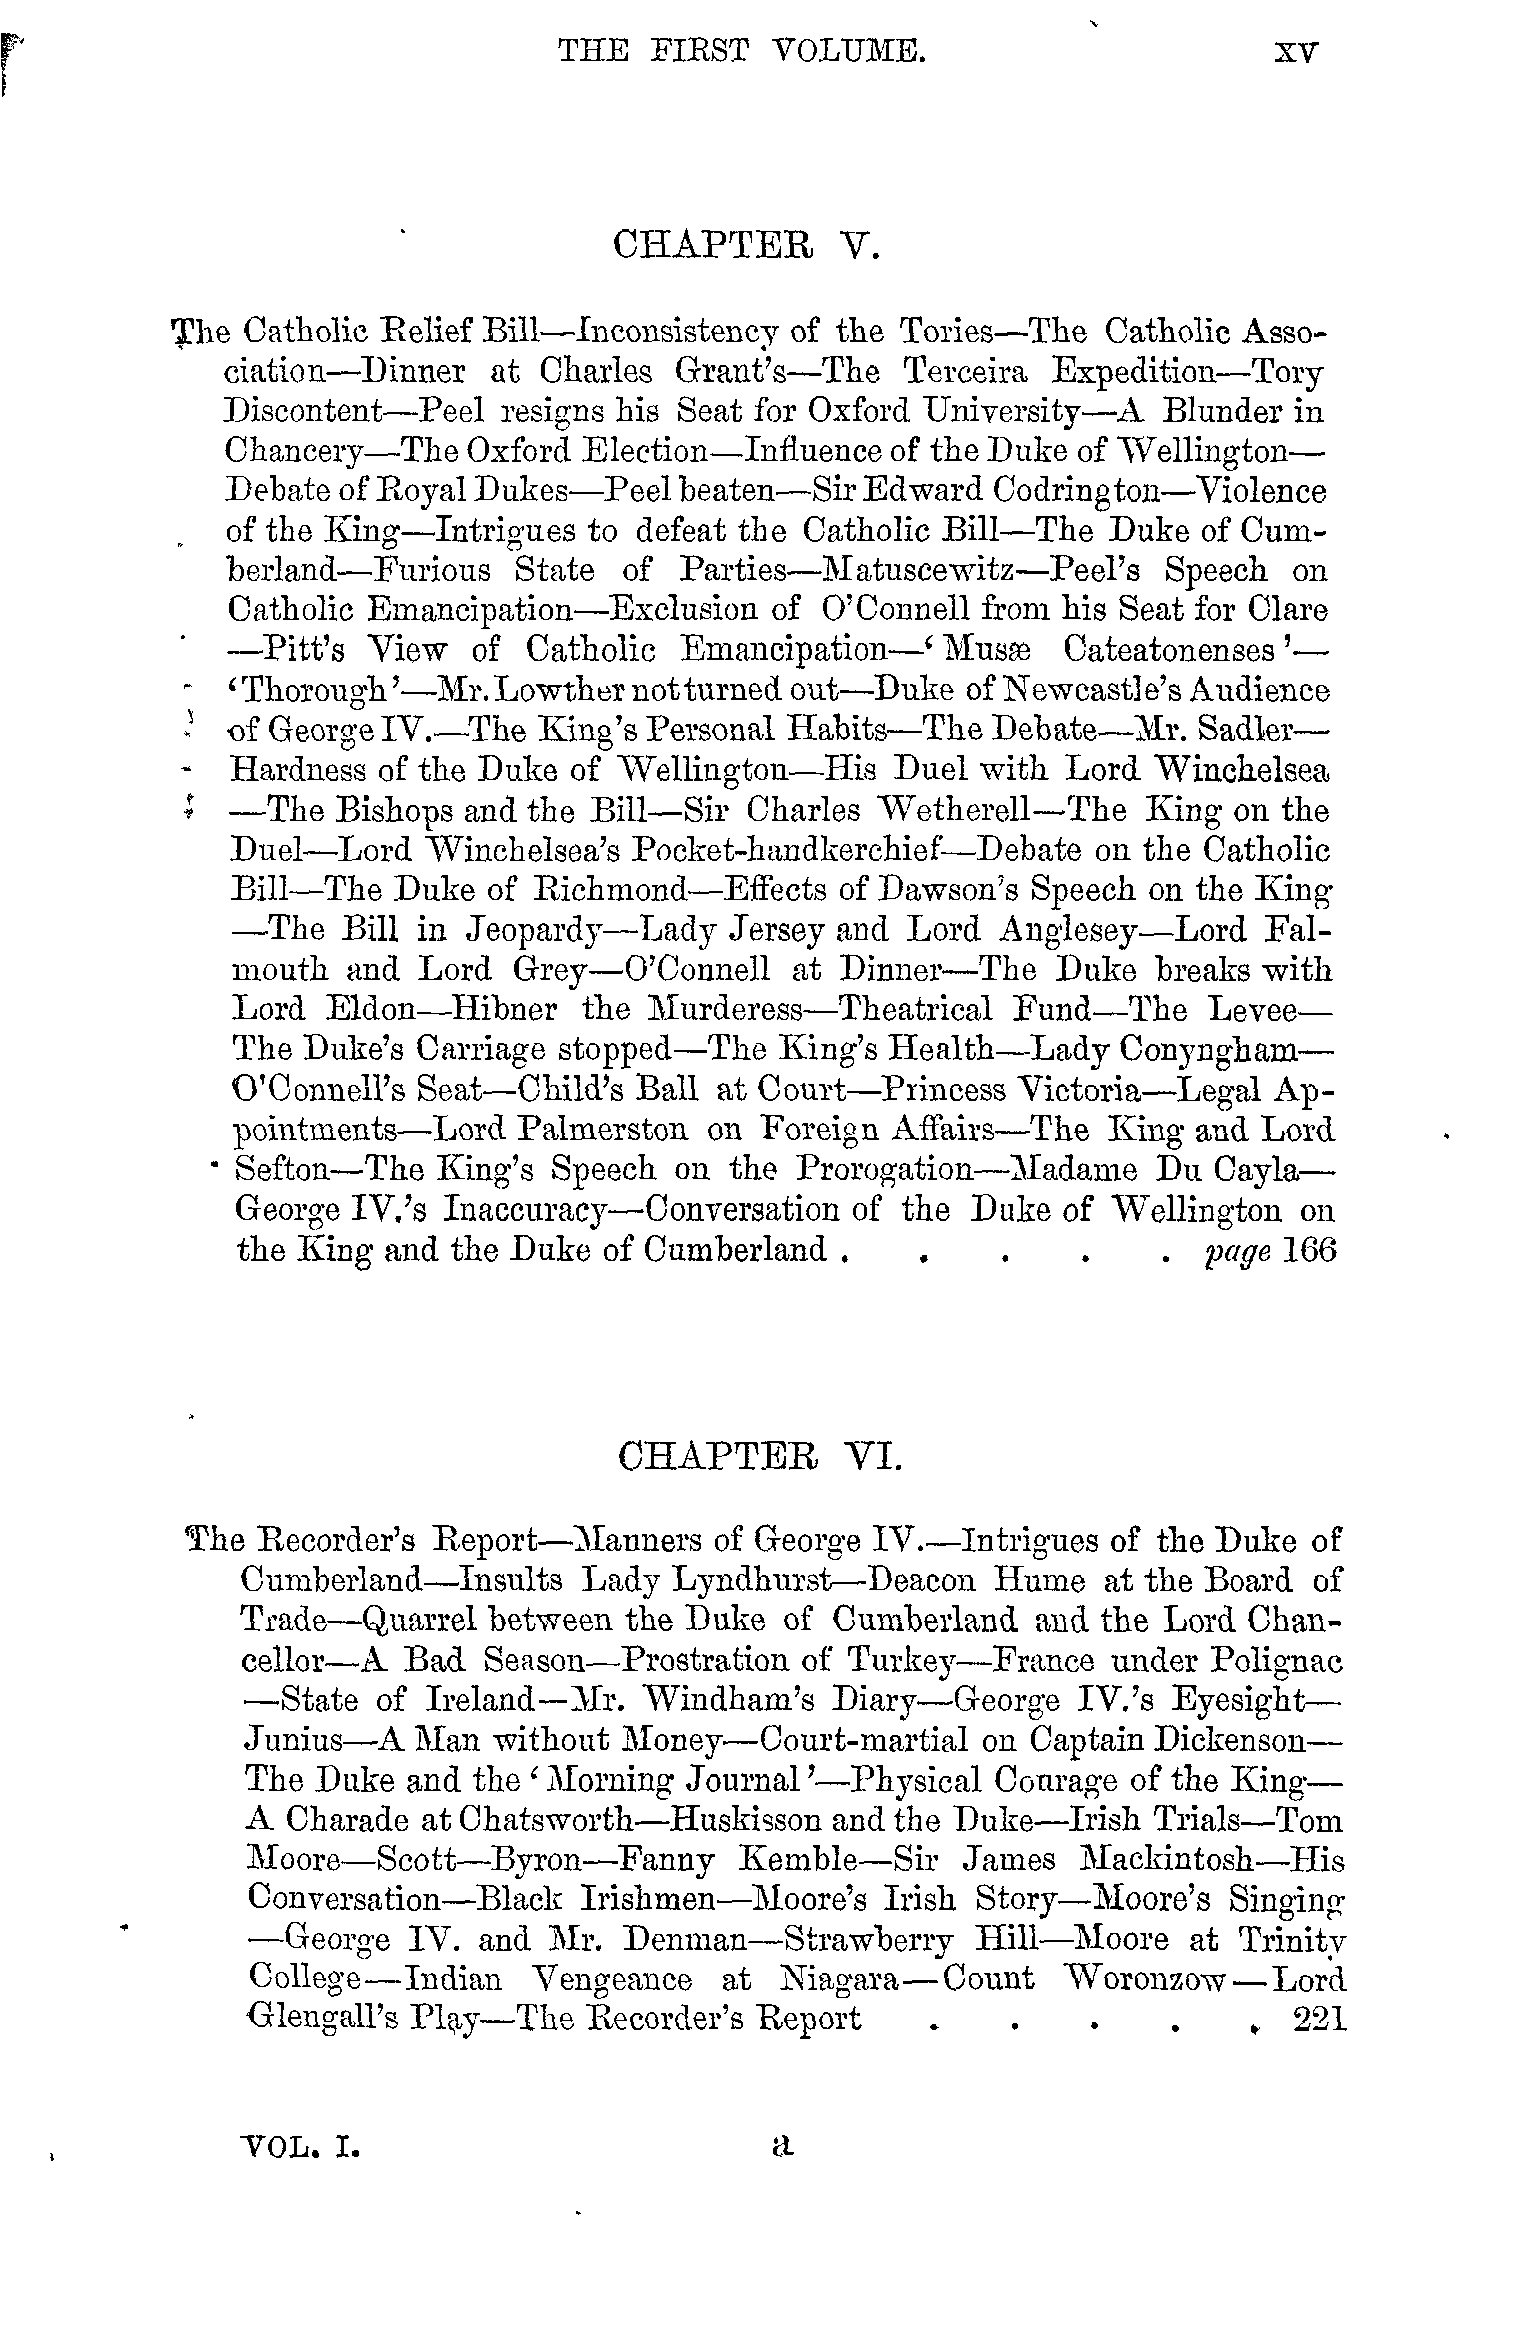 THE FIRST VOLUME. XV
CHAPTER V.
The Catholic Relief Bill—Inconsistency of the Tories—The Catholic Asso-
ciation—Dinner at Charles Grant's—The Terceira Expedition—Tory
Discontent—Peel resigns his Seat for Oxford University—A Blunder in
Chancery—The Oxford Election—Influence of the Duke of Wellington—
Debate of Royal Dukes—Peel beaten—Sir Edward Codrington—Violence
of the King—Intrigues to defeat the Catholic Bill—The Duke of Cum-
berland—Furious State of Parties—Matuscewitz—Peel's Speech on
Catholic Emancipation—Exclusion of O'Connell from his Seat for Clare
—Pitt's View of Catholic Emancipation—'Musæ Cateatonenses'—
'Thorough'—Mr. Lowther not turned out—Duke of Newcastle's Audience
of George IV.—The King's Personal Habits—The Debate—Mr. Sadler—
Hardness of the Duke of Wellington—His Duel with Lord Winchelsea
—The Bishops and the Bill—Sir Charles Wetherell—The King on the
Duel—Lord Winchelsea's Pocket-handkerchief—Debate on the Catholic
Bill—The Duke of Richmond—Effects of Dawson's Speech on the King
—The Bill in Jeopardy—Lady Jersey and Lord Anglesey—Lord Fal-
mouth and Lord Grey—O'Connell at Dinner—The Duke breaks with
Lord Eldon—Hibner the Murderess—Theatrical Fund—The Levee—
The Duke's Carriage stopped—The King's Health—Lady Conyngham—
O'Connell's Seat—Child's Ball at Court—Princess Victoria—Legal Ap-
pointments—Lord Palmerston on Foreign Affairs—The King and Lord
Sefton—The King's Speech on the Prorogation—Madame Du Cayla—
George IV.'s Inaccuracy—Conversation of the Duke of Wellington on
the King and the Duke of Cumberland . . . . . page 166
CHAPTER VI.
The Recorder's Report—Manners of George IV.—Intrigues of the Duke of
Cumberland—Insults Lady Lyndhurst—Deacon Hume at the Board of
Trade—Quarrel between the Duke of Cumberland and the Lord Chan-
cellor—A Bad Season—Prostration of Turkey—France under Polignac
—State of Ireland—Mr. Windham's Diary—George IV.'s Eyesight—
Junius—A Man without Money—Court-martial on Captain Dickenson—
The Duke and the 'Morning Journal'—Physical Courage of the King—
A Charade at Chatsworth—Huskisson and the Duke—Irish Trials—Tom
Moore—Scott—Byron—Fanny Kemble—Sir James Mackintosh—His
Conversation—Black Irishmen—Moore's Irish Story—Moore's Singing
—George IV. and Mr. Denman—Strawberry Hill—Moore at Trinity
College—Indian Vengeance at Niagara—Count Woronzow—Lord
Glengall's Play—The Recorder's Report . . . . . 221
VOL. I. a